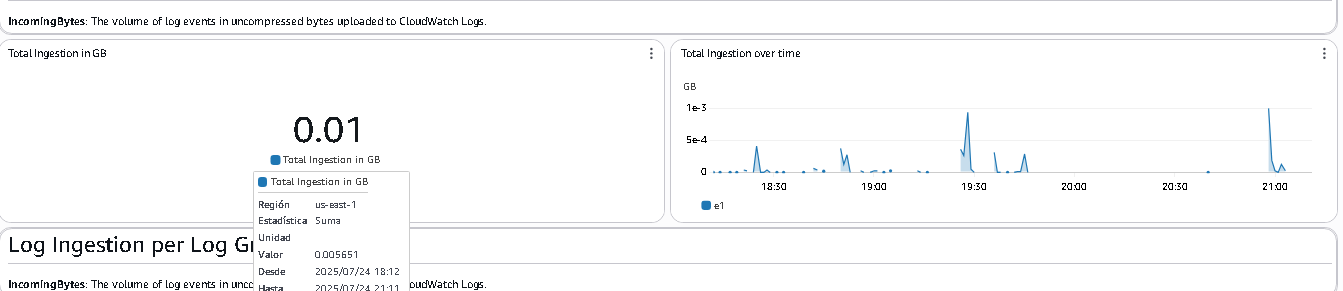 IncomingBytes: The volume of log events in uncompressed bytes uploaded to CloudWatch Logs.
Total Ingestion in GB
0.01
Total Ingestion in GB
Total Ingestion in GB
Región us-east-1
Estadística Suma
Unidad
Valor 0.005651
Desde 2025/07/24 18:12
Hasta 2025/07/24 21:11
Total Ingestion over time
GB
1e-3
5e-4
0
18:30 19:00 19:30 20:00 20:30 21:00
e1
Log Ingestion per Log Gr
IncomingBytes: The volume of log events in unco
oudWatch Logs.